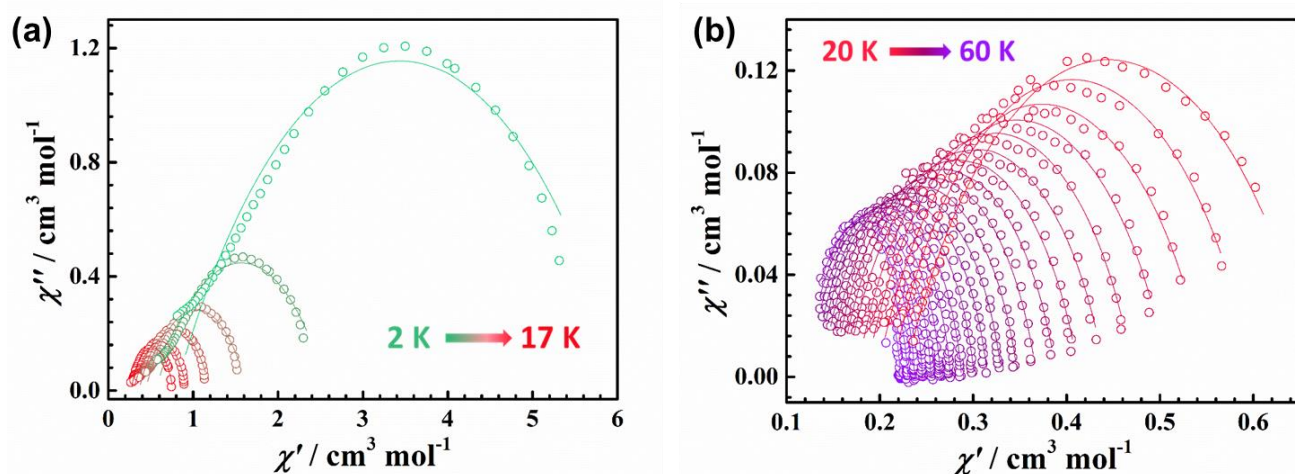 (a)
χ′′ / cm³ mol⁻¹
1.2
0.8
0.4
0.0
2 K → 17 K
0 1 2 3 4 5 6
χ′ / cm³ mol⁻¹
(b)
χ′′ / cm³ mol⁻¹
20 K → 60 K
0.12
0.08
0.04
0.00
0.1 0.2 0.3 0.4 0.5 0.6
χ′ / cm³ mol⁻¹